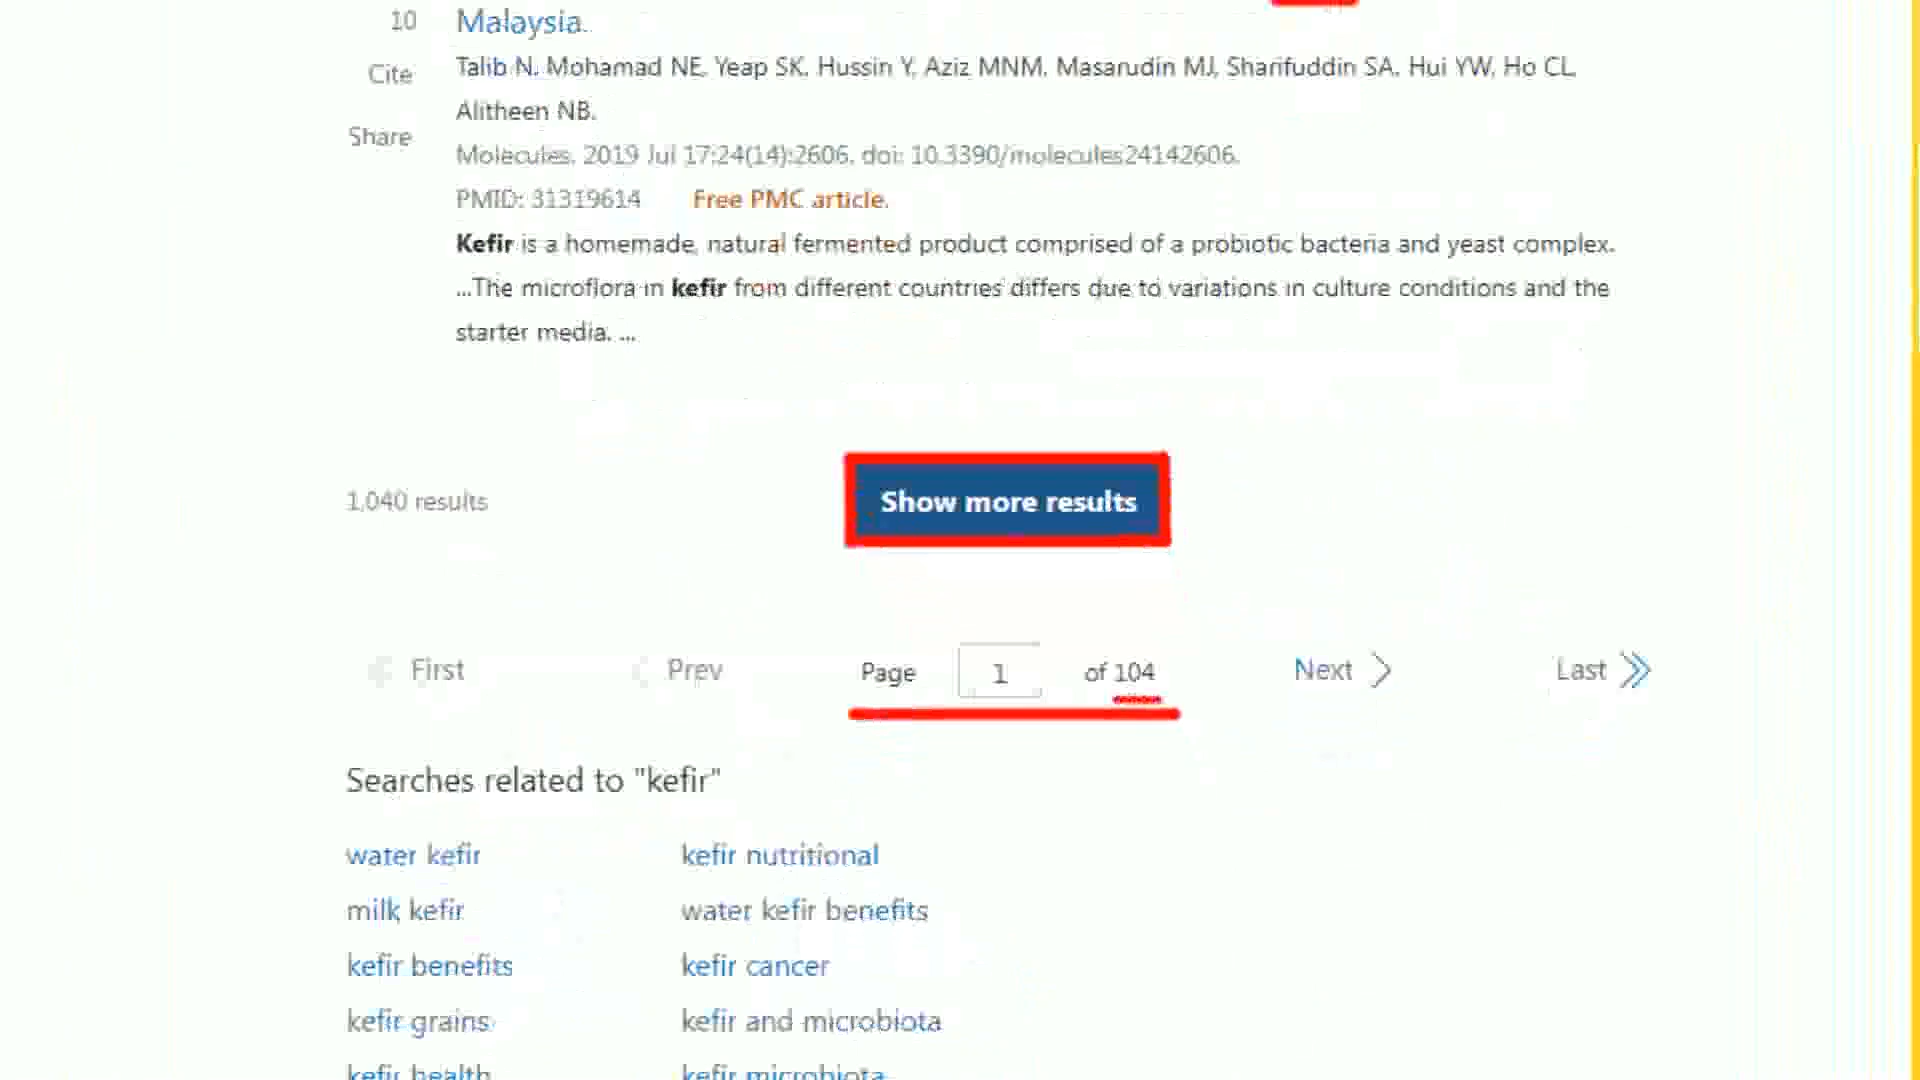 10 Malaysia.
Cite Talib N, Mohamad NE, Yeap SK, Hussin Y, Aziz MNM, Masarudin MJ, Sharifuddin SA, Hui YW, Ho CL,
Alitheen NB.
Share
Molecules. 2019 Jul 17;24(14):2606. doi: 10.3390/molecules24142606.
PMID: 31319614 Free PMC article.
Kefir is a homemade, natural fermented product comprised of a probiotic bacteria and yeast complex.
...The microflora in kefir from different countries differs due to variations in culture conditions and the
starter media. ...
1,040 results Show more results
First Prev Page 1 of 104 Next Last
Searches related to "kefir"
water kefir kefir nutritional
milk kefir water kefir benefits
kefir benefits kefir cancer
kefir grains kefir and microbiota
kefir health kefir microbiota